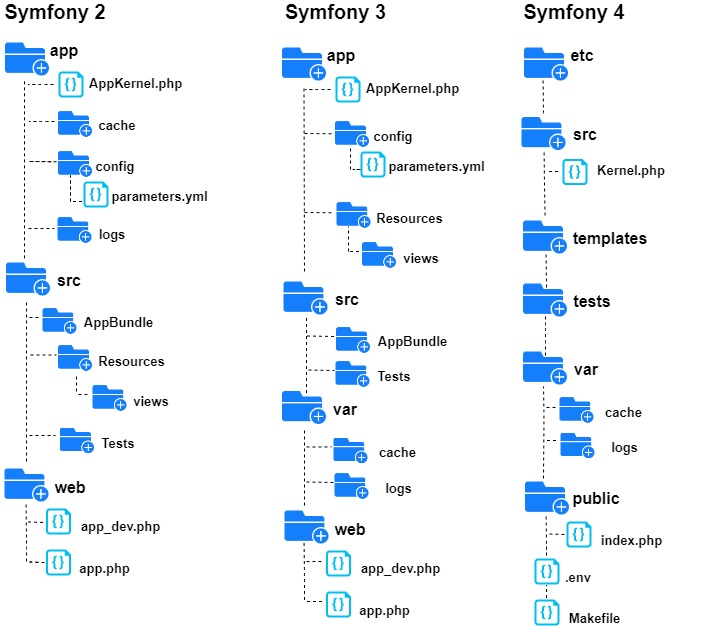 Symfony 2
app
AppKernel.php
cache
config
parameters.yml
logs
src
AppBundle
Resources
views
Tests
web
app_dev.php
app.php
Symfony 3
app
AppKernel.php
config
parameters.yml
Resources
views
src
AppBundle
Tests
var
cache
logs
web
app_dev.php
app.php
Symfony 4
etc
src
Kernel.php
templates
tests
var
cache
logs
public
index.php
.env
Makefile